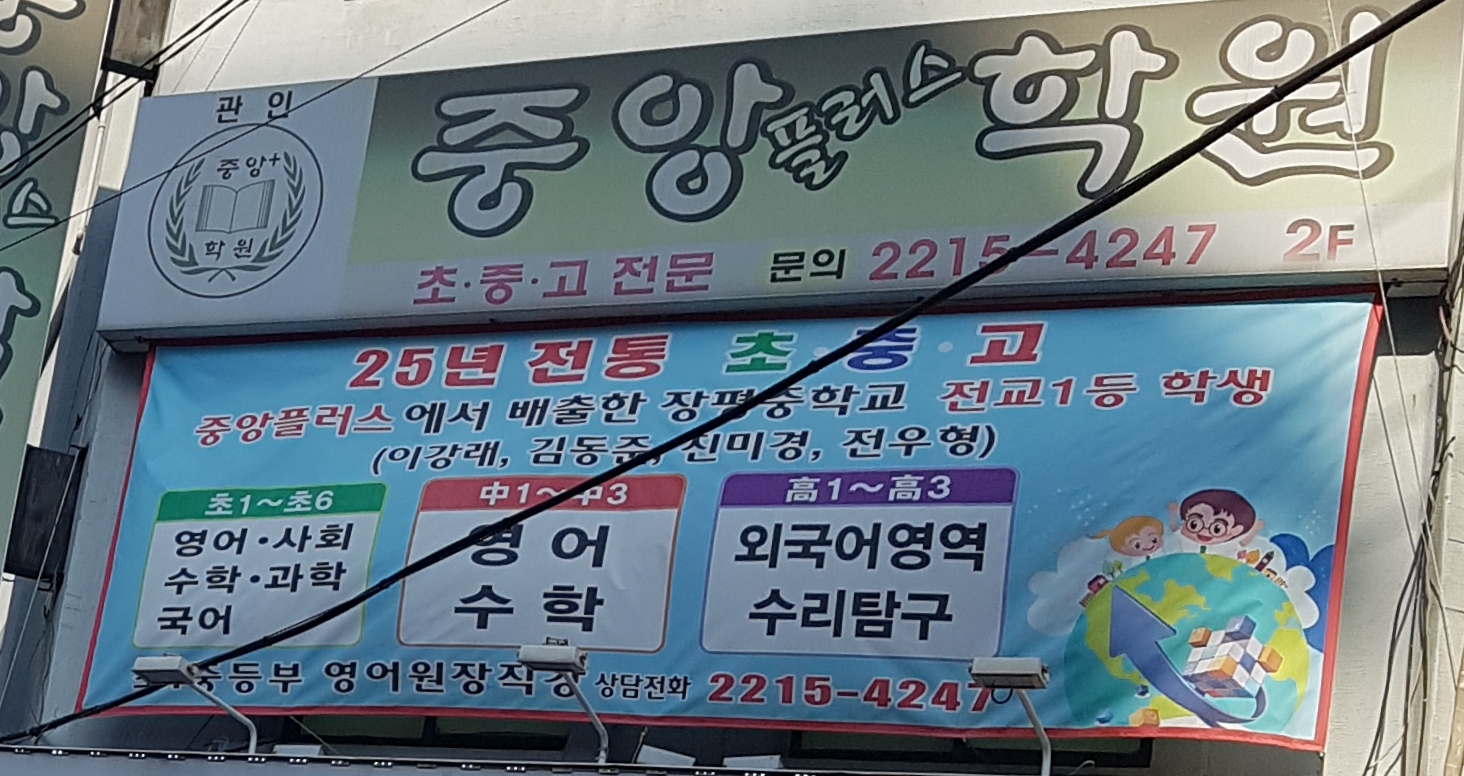 관 인
중앙+
학 원
중앙플러스학원
초·중·고 전문 문의 2215-4247 2F
25년 전통 초·중·고
중앙플러스에서 배출한 장평중학교 전교1등 학생
(이강래, 김동준, 진미경, 전우형)
초1~초6
영어·사회
수학·과학
국어
中1~中3
영어
수학
高1~高3
외국어영역
수리탐구
중등부 영어원장직강 상담전화 2215-4247